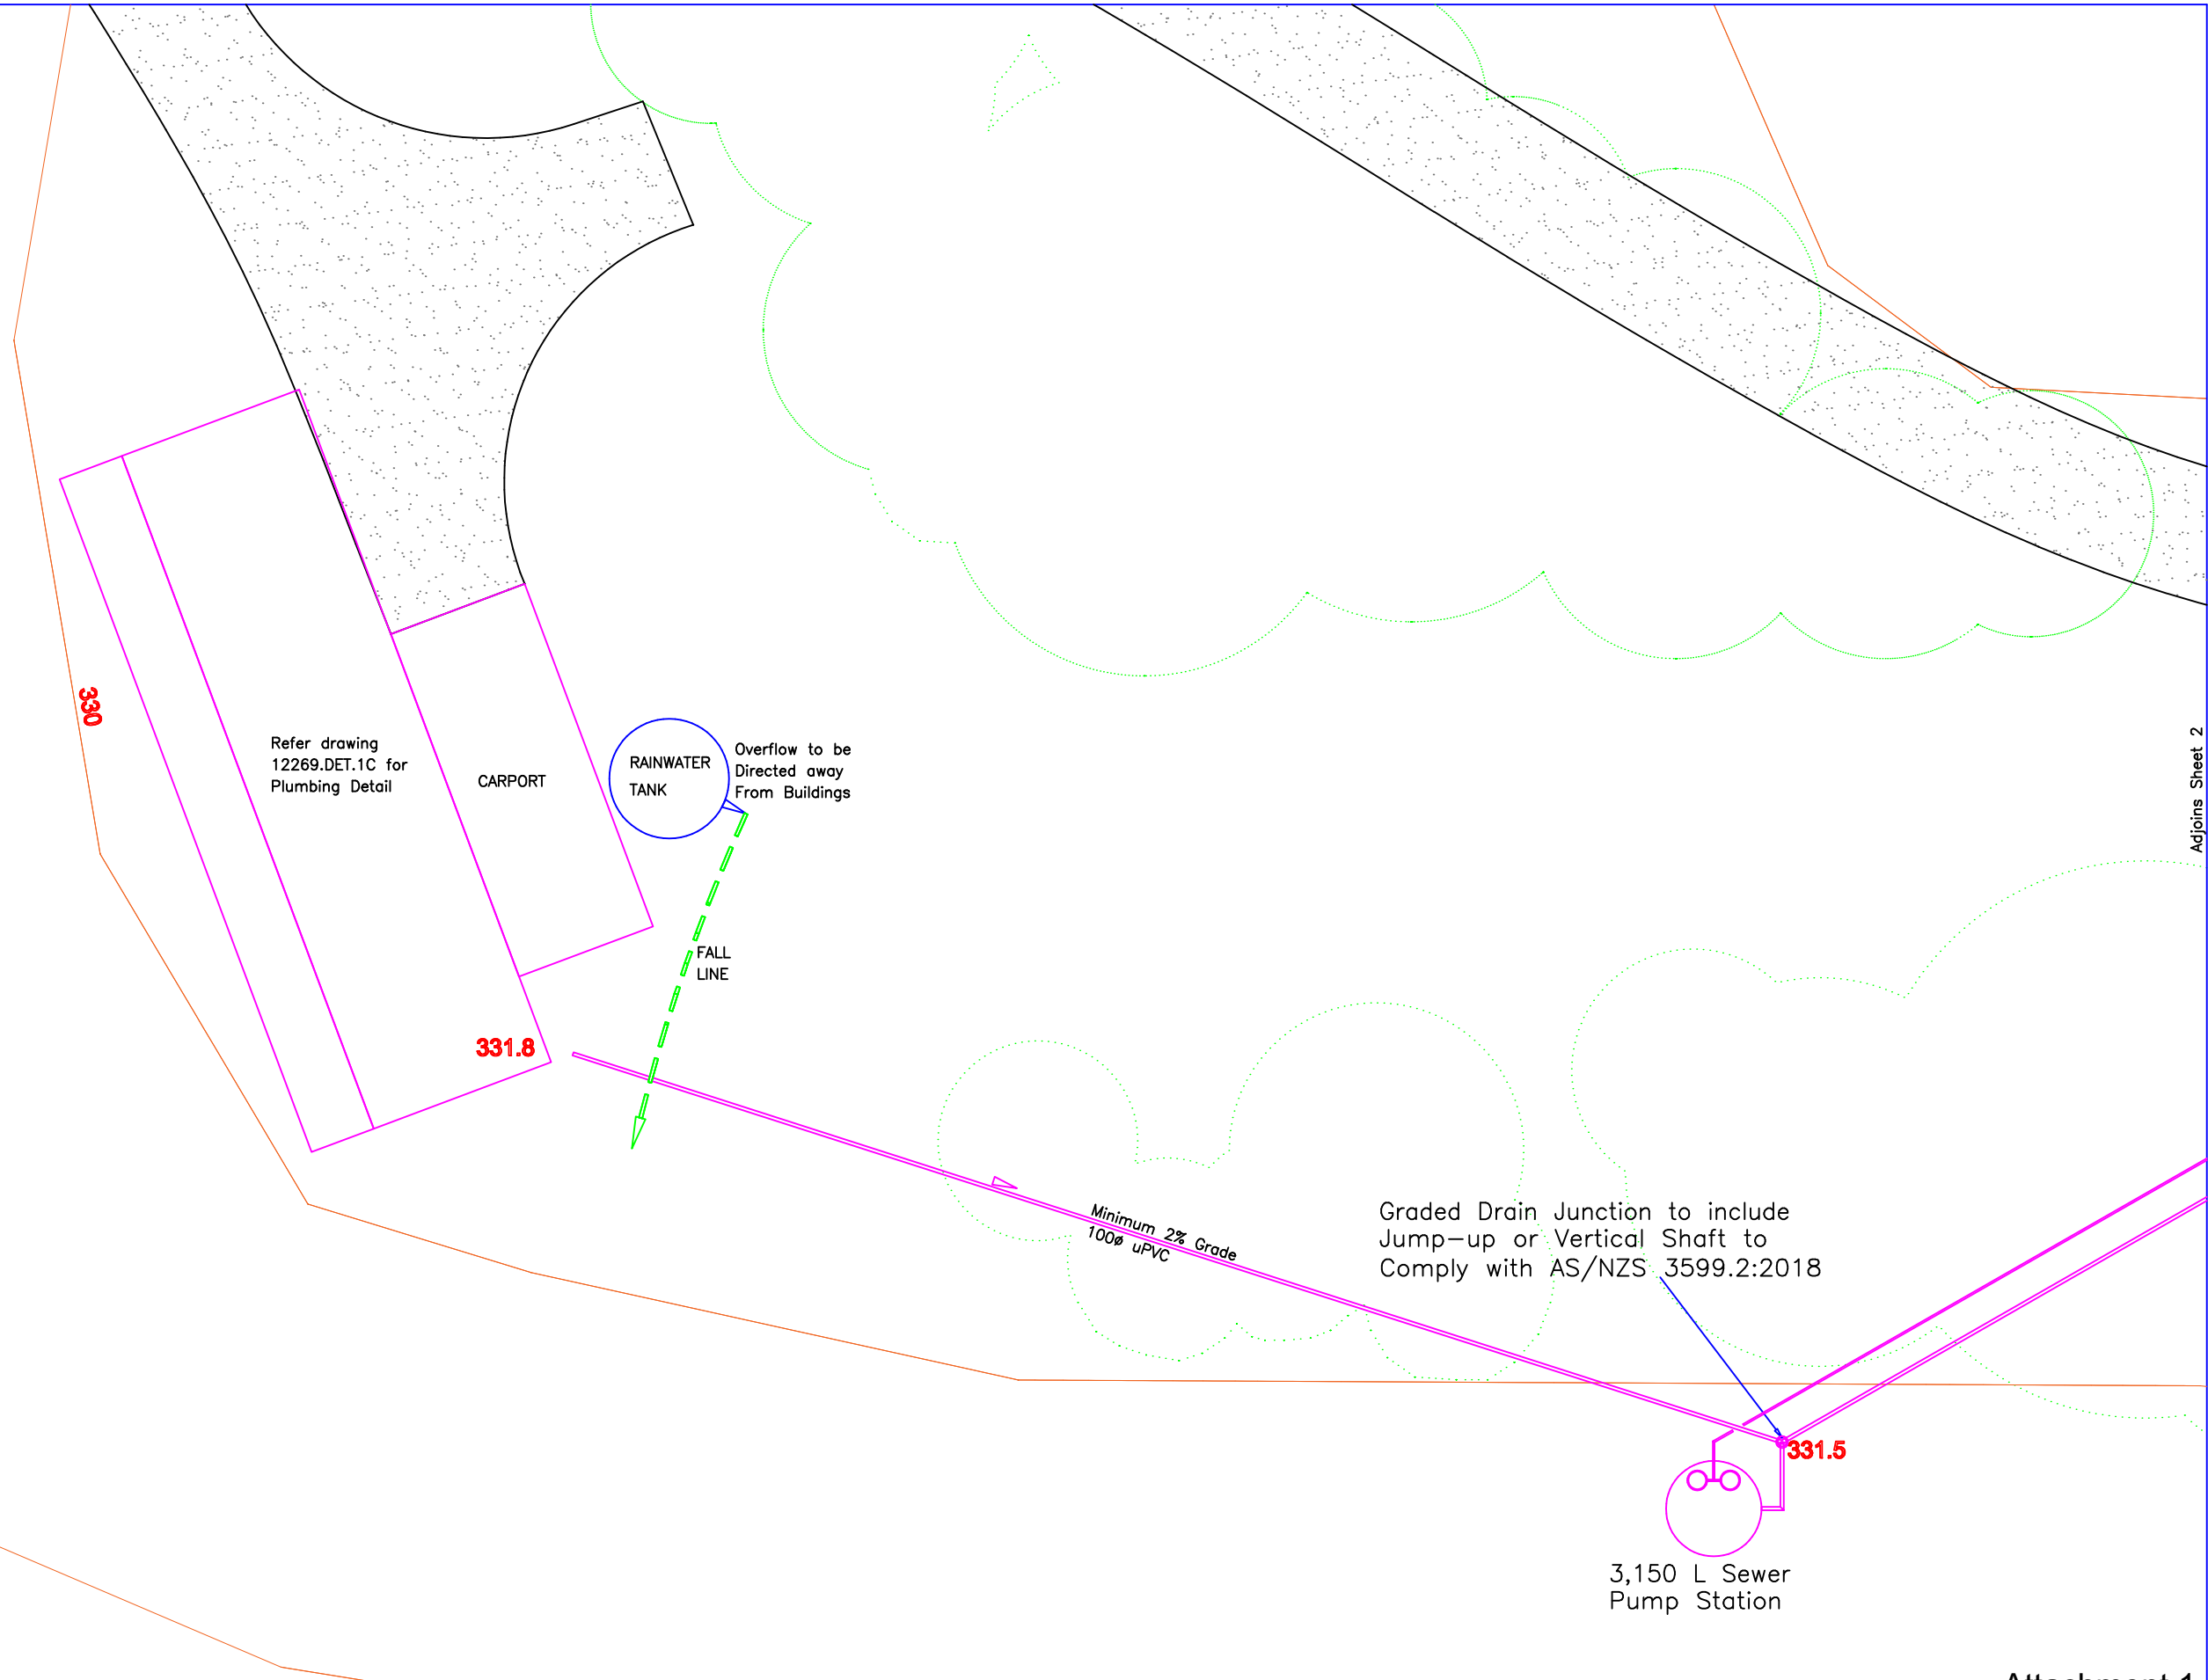 330
Refer drawing
12269.DET.1C for
Plumbing Detail
CARPORT
RAINWATER
TANK
Overflow to be
Directed away
From Buildings
Adjoins Sheet 2
FALL
LINE
331.8
Minimum 2% Grade
100ø uPVC
Graded Drain Junction to include
Jump-up or Vertical Shaft to
Comply with AS/NZS 3599.2:2018
331.5
3,150 L Sewer
Pump Station
Attachment 1